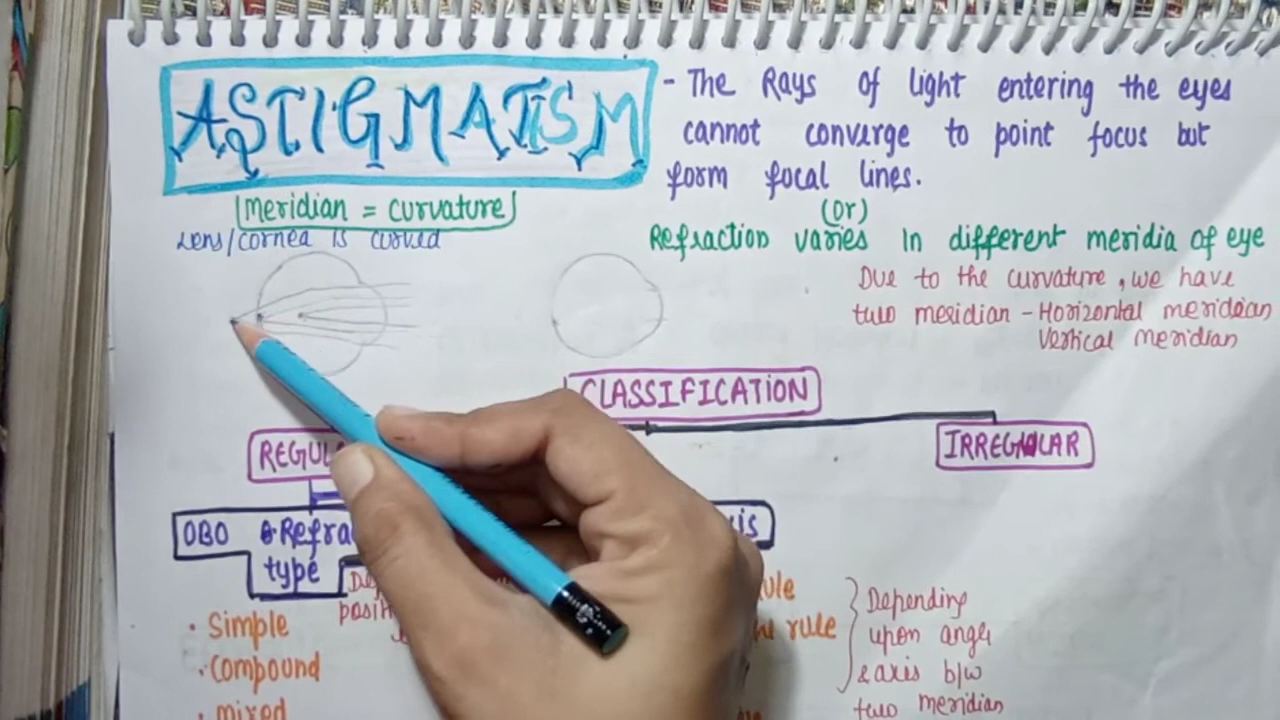 ASTIGMATISM
- The Rays of light entering the eyes
cannot converge to point focus but
form focal lines.
(or)
Meridian = curvature
Lens/cornea is curved
Refraction varies in different meridia of eye
Due to the curvature, we have
two meridian - Horizontal meridian
Vertical Meridian
CLASSIFICATION
IRREGULAR
OBO
type
Simple
Compound
mixed
rule
Depending
upon angle
& axis b/w
two meridian